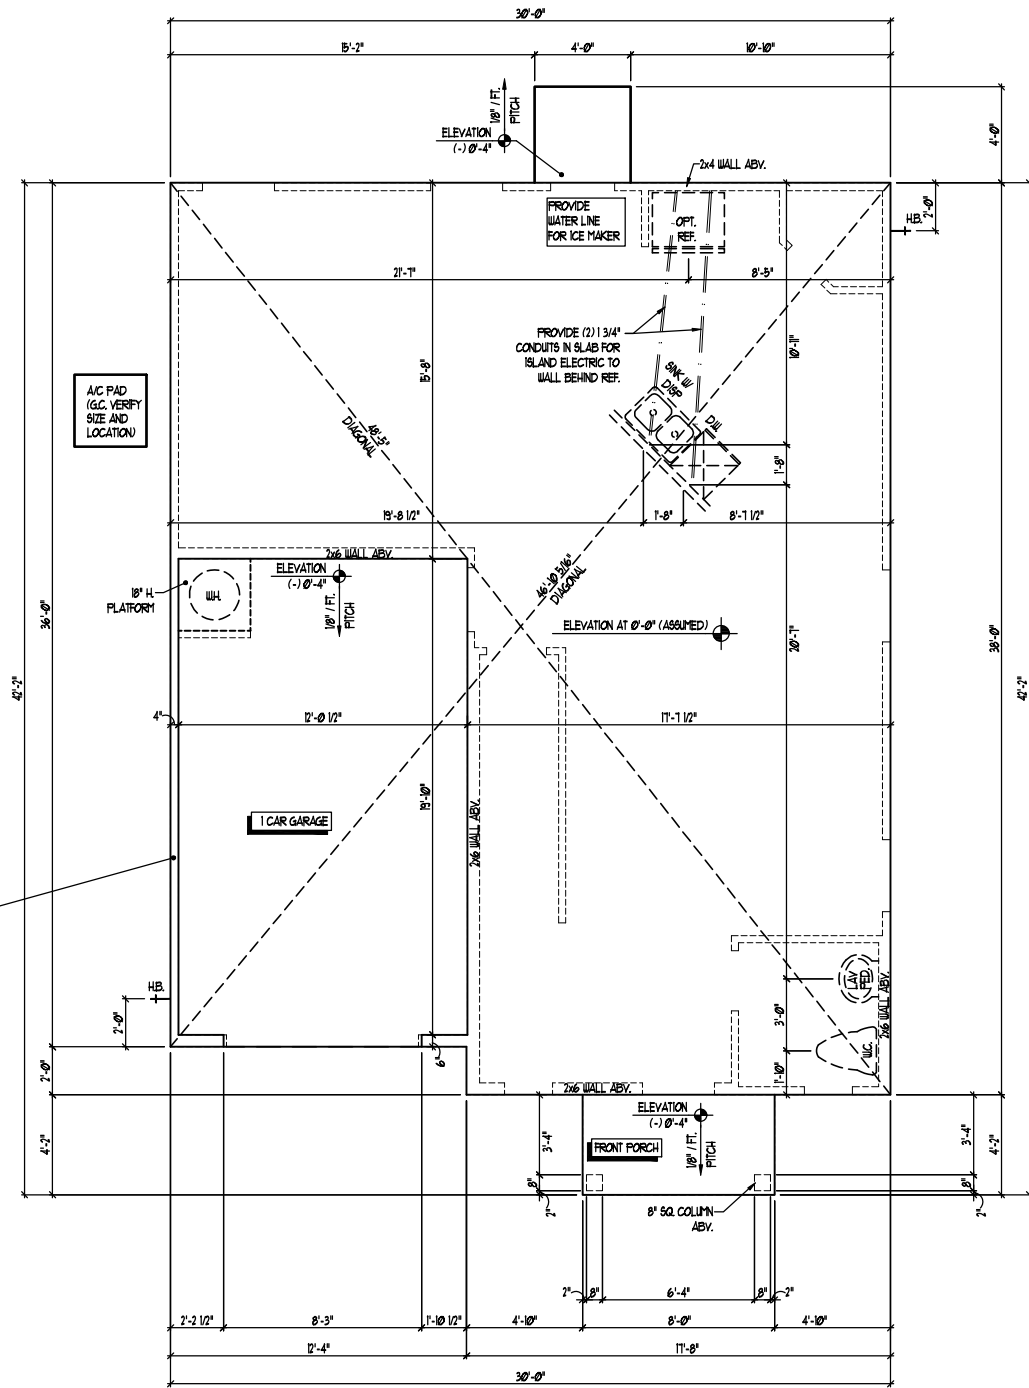 30'-0"
15'-2"
4'-0"
10'-10"
1/8" / FT.
PITCH
4'-0"
ELEVATION
(-) 0'-4"
2x4 WALL ABV.
PROVIDE
WATER LINE
FOR ICE MAKER
OPT.
REF.
H.B.
2'-0"
21'-7"
8'-5"
PROVIDE (2) 1 3/4"
CONDUITS IN SLAB FOR
ISLAND ELECTRIC TO
WALL BEHIND REF.
10'-11"
15'-8"
SINK W/
DISP
D.W.
A/C PAD
(G.C. VERIFY
SIZE AND
LOCATION)
48'-5"
DIAGONAL
1'-8"
19'-8 1/2"
1'-8"
8'-7 1/2"
2x6 WALL ABV.
ELEVATION
(-) 0'-4"
18" H.
PLATFORM
W.H.
1/8" / FT.
PITCH
46'-10 5/16"
DIAGONAL
36'-0"
ELEVATION AT 0'-0" (ASSUMED)
20'-7"
38'-0"
42'-2"
42'-2"
4"
12'-0 1/2"
17'-7 1/2"
19'-10"
1 CAR GARAGE
2x6 WALL ABV.
H.B.
2'-0"
LAV
PED.
2x6 WALL ABV.
3'-0"
W.C.
6"
2'-0"
1'-10"
2x6 WALL ABV.
ELEVATION
(-) 0'-4"
3'-4"
FRONT PORCH
1/8" / FT.
PITCH
3'-4"
4'-2"
4'-2"
8"
8"
2"
8" SQ. COLUMN
ABV.
2"
2"
8"
6'-4"
8"
2"
2'-2 1/2"
8'-3"
1'-10 1/2"
4'-10"
8'-0"
4'-10"
12'-4"
17'-8"
30'-0"